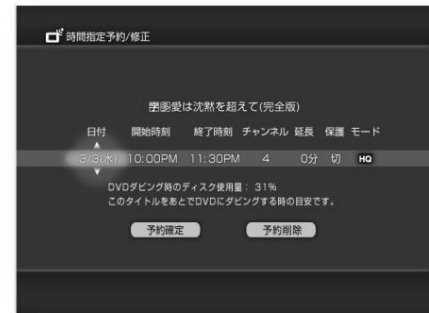 時間指定予約/修正
愛は沈黙を超えて(完全版)
日付 開始時刻 終了時刻 チャンネル 延長 保護 モード
3/3(水) 10:00PM 11:30PM 4 0分 切 HQ
DVDダビング時のディスク使用量: 31%
このタイトルをあとでDVDにダビングする時の目安です。
予約確定 予約削除